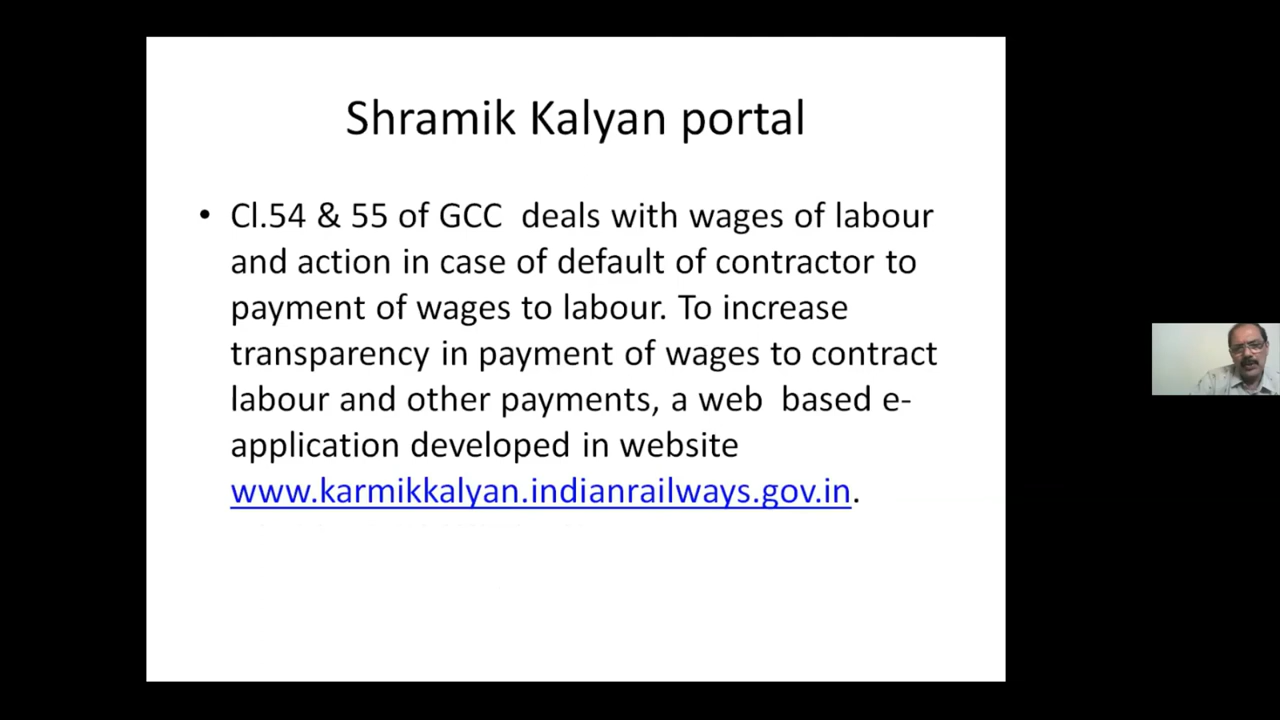 Shramik Kalyan portal
• Cl.54 & 55 of GCC deals with wages of labour
and action in case of default of contractor to
payment of wages to labour. To increase
transparency in payment of wages to contract
labour and other payments, a web based e-
application developed in website
www.karmikkalyan.indianrailways.gov.in.